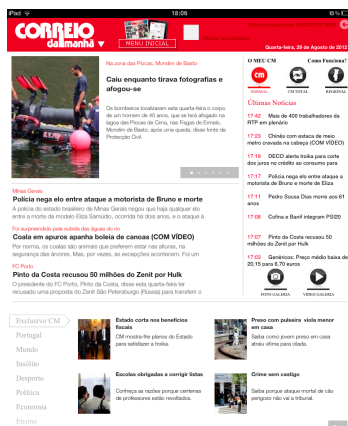 iPad
18:06
15 %
CORREIO
da manhã
MENU INICIAL
Quarta-feira, 29 de Agosto de 2012
Na zona das Pocas, Mondim de Basto
Caiu enquanto tirava fotografias e
afogou-se
Os bombeiros localizaram esta quarta-feira o corpo
de um homem de 40 anos, que se terá afogado na
lagoa das Piocas de Cima, nas Fisgas de Ermelo,
Mondim de Basto, após uma queda, disse fonte da
Protecção Civil.
Minas Gerais
Polícia nega elo entre ataque a motorista de Bruno e morte
A polícia do estado brasileiro de Minas Gerais negou que haja qualquer elo
entre a morte da modelo Eliza Samúdio, ocorrida há dois anos, e o ataque à
Foi surpreendido pela subida das águas do rio
Coala em apuros apanha boleia de canoas (COM VÍDEO)
Por norma, os coalas são animais que preferem estar nas alturas, na
segurança das árvores. Mas, por vezes, as excepções acontecem. Foi um
FC Porto
Pinto da Costa recusou 50 milhões do Zenit por Hulk
O presidente do FC Porto, Pinto da Costa, disse esta quarta-feira ter
recusado uma proposta do Zenit São Petersburgo (Rússia) para transferir o
O MEU CM Como Funciona?
cm
NORMAL CM TOTAL REGIONAL
Últimas Notícias
17:42 Mais de 400 trabalhadores da
RTP em plenário
17:23 Chinês com estaca de meio
metro cravada na cabeça (COM VÍDEO)
17:19 DECO alerta troika para corte
dos juros no crédito ao consumo para
17:17 Polícia nega elo entre ataque a
motorista de Bruno e morte de Eliza
17:11 Pedro Sousa Dias morre aos 61
anos
17:08 Cofina e Banif integram PSI20
17:07 Pinto da Costa recusou 50
milhões do Zenit por Hulk
17:03 Genéricos: Preço médio baixa de
20,15 para 6,70 euros
FOTO GALERIA VIDEO GALERIA
Exclusivo CM
Portugal
Mundo
Insólito
Desporto
Política
Economia
Ensino
Estado corta nos benefícios
fiscais
CM mostra-lhe planos do Estado
para satisfazer a troika.
Preso com pulseira viola menor
em casa
Saiba como jovem preso em casa
atraiu vítima para cilada.
Escolas obrigadas a corrigir listas
Conheça as razões porque centenas
de professores estão revoltados.
Crime sem castigo
Saiba porque ataque mortal de cão
perigoso não vai a tribunal.